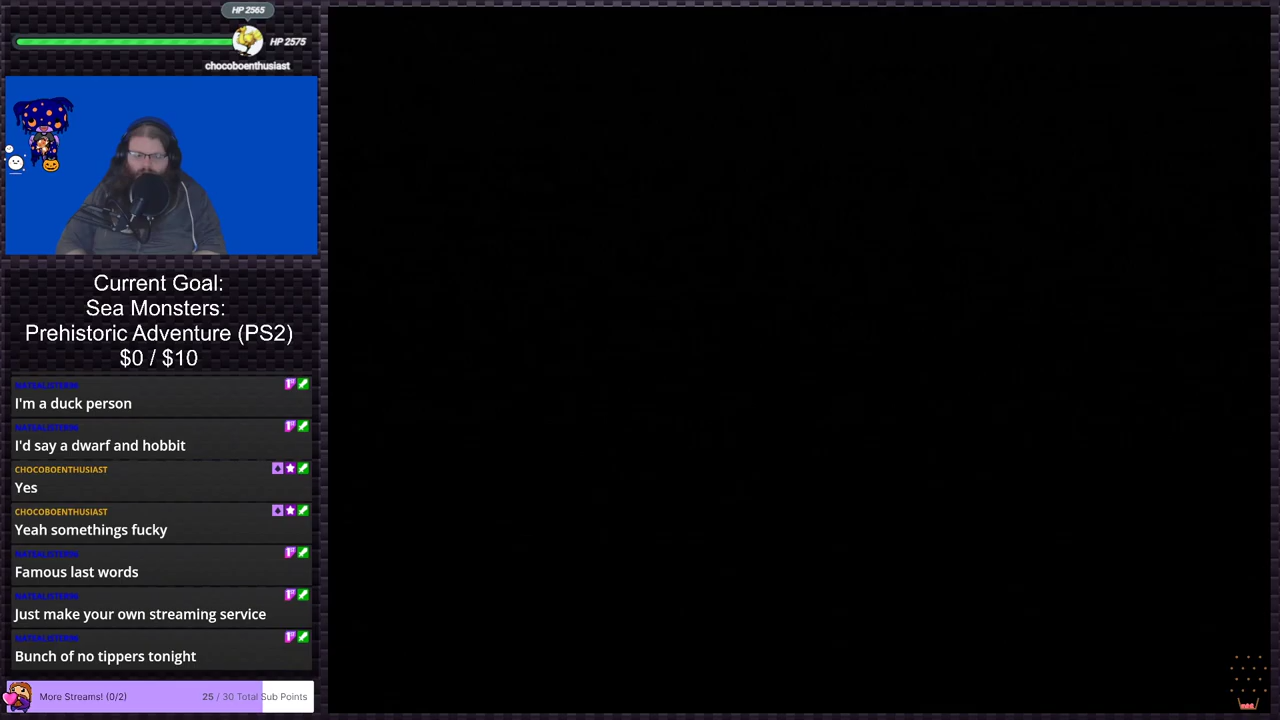 HP 2565
HP 2575
chocoboenthusiast
Current Goal:
Sea Monsters:
Prehistoric Adventure (PS2)
$0 / $10
I'm a duck person
I'd say a dwarf and hobbit
CHOCOBOENTHUSIAST
Yes
CHOCOBOENTHUSIAST
Yeah somethings fucky
Famous last words
Just make your own streaming service
Bunch of no tippers tonight
More Streams! (0/2)
25 / 30 Total Sub Points